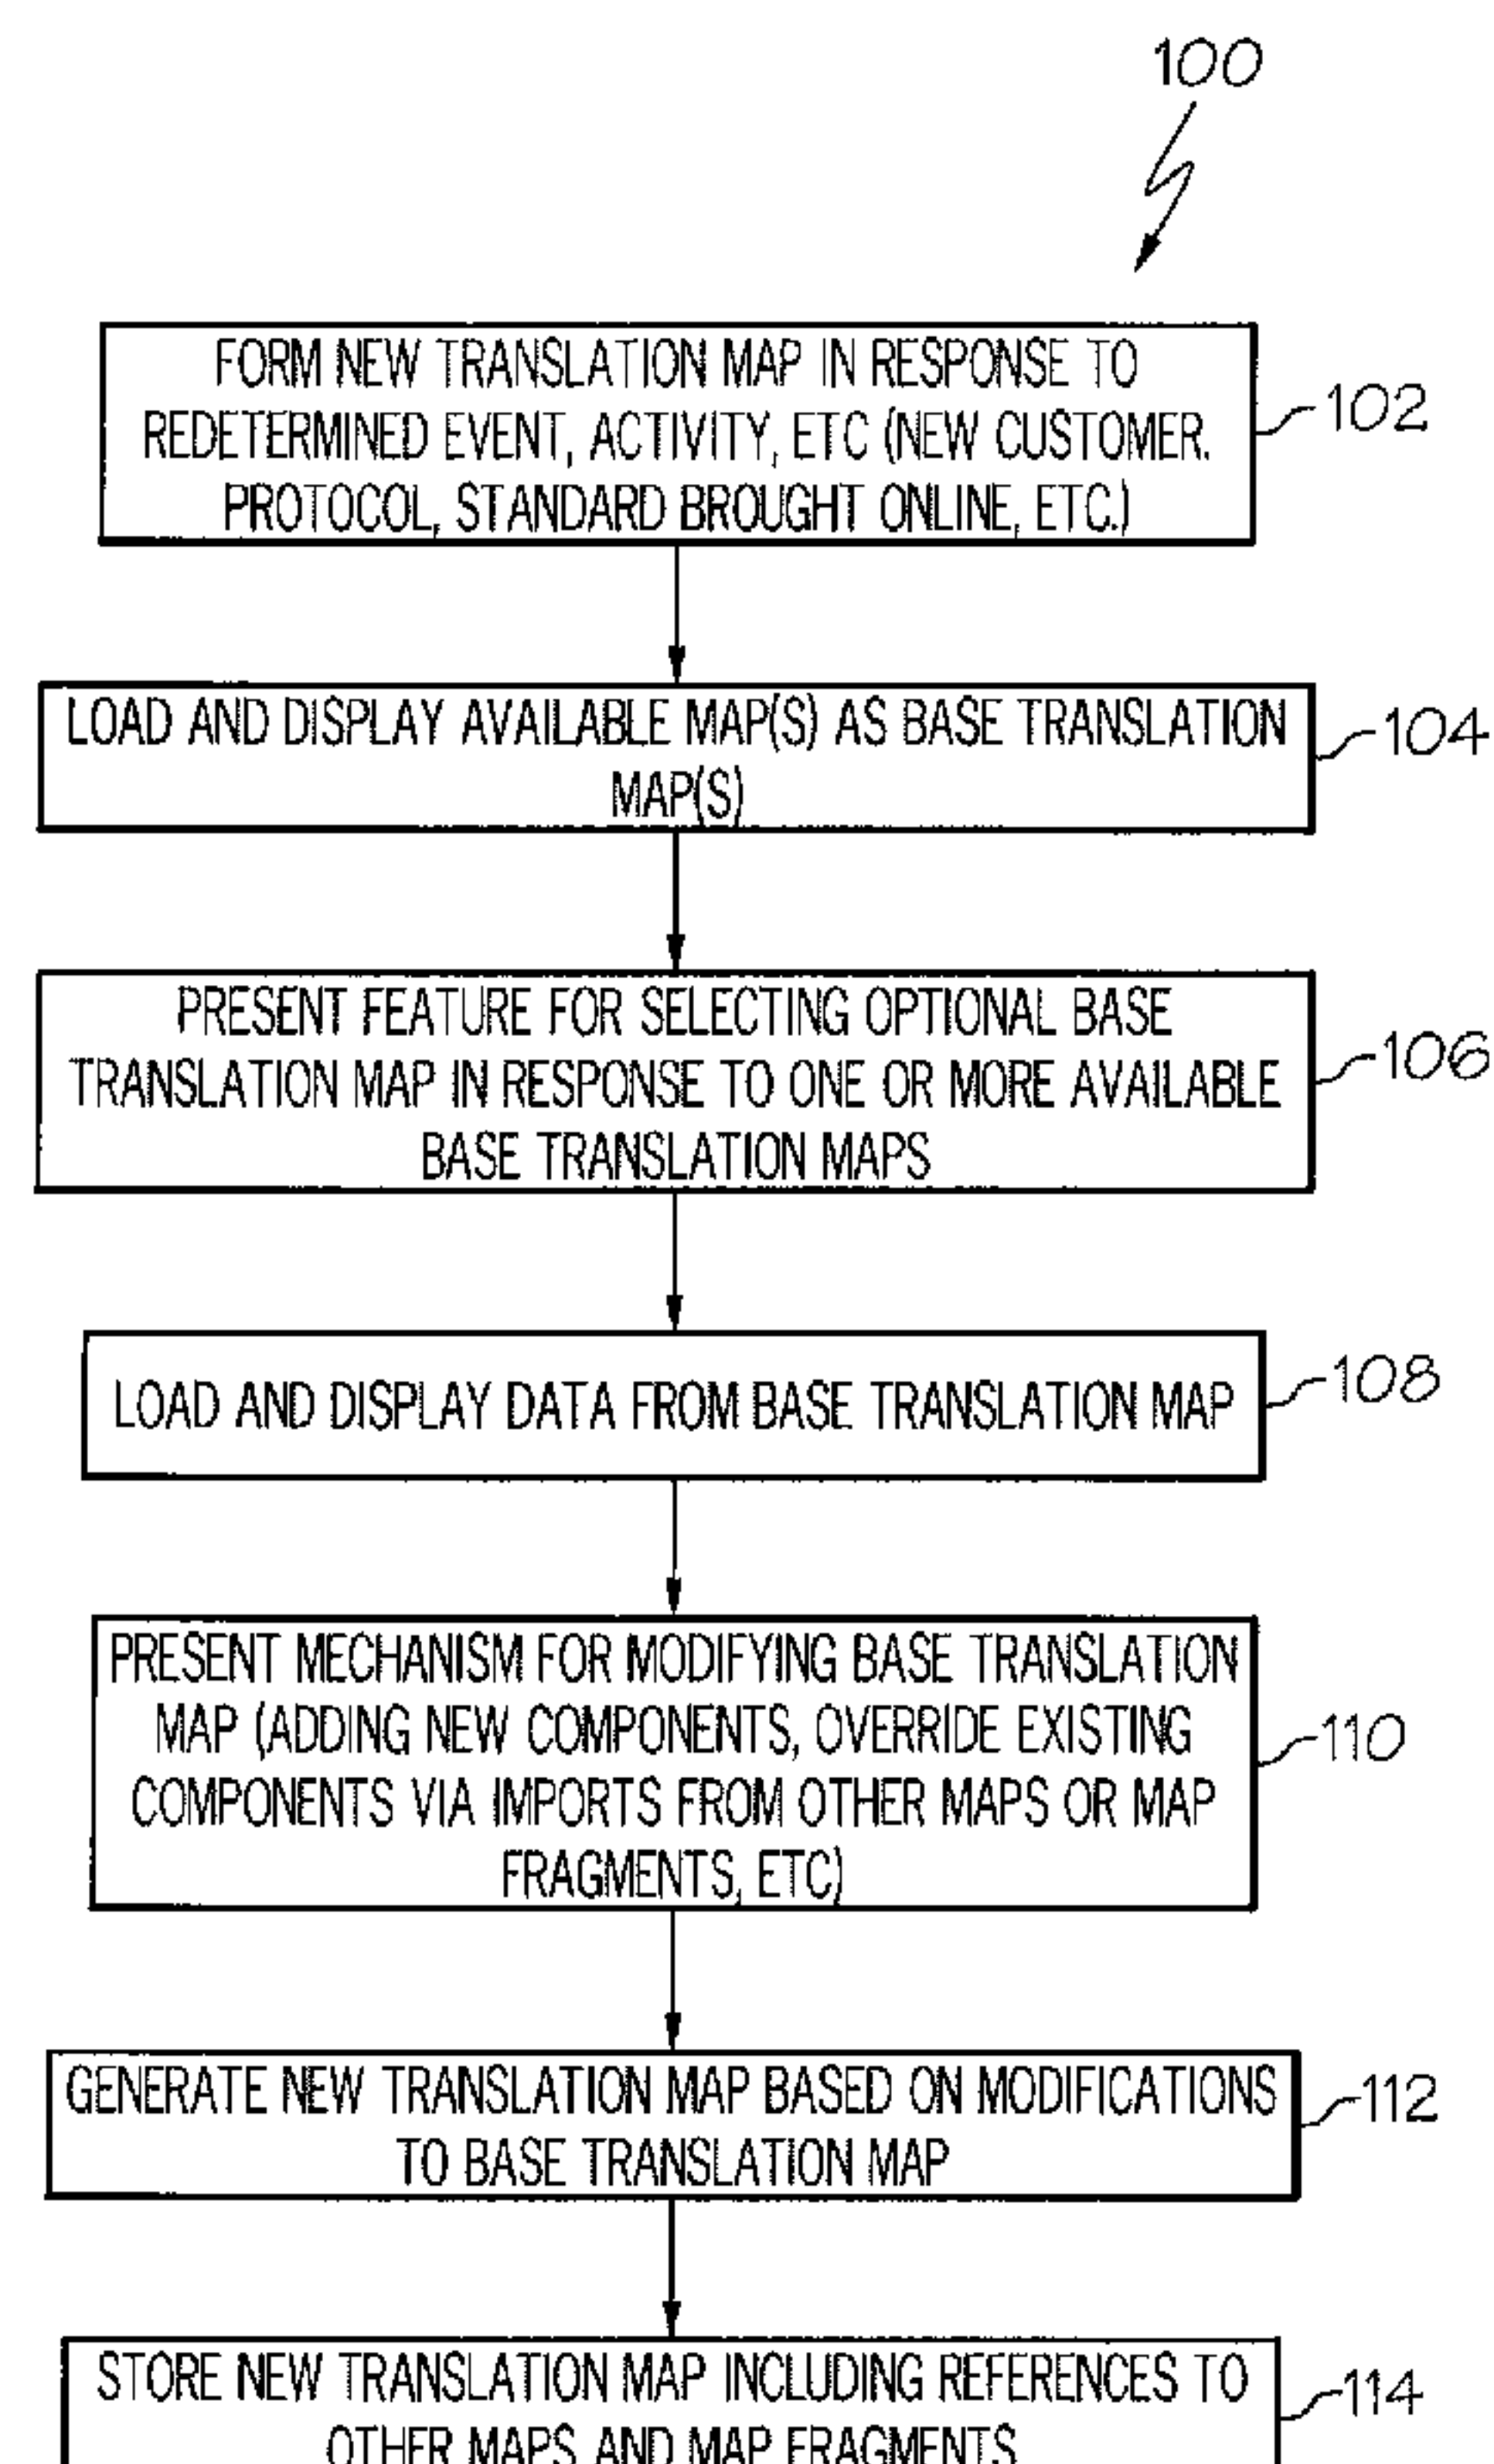 100
FORM NEW TRANSLATION MAP IN RESPONSE TO
REDETERMINED EVENT, ACTIVITY, ETC (NEW CUSTOMER.
PROTOCOL, STANDARD BROUGHT ONLINE, ETC.)
102
LOAD AND DISPLAY AVAILABLE MAP(S) AS BASE TRANSLATION
MAP(S)
104
PRESENT FEATURE FOR SELECTING OPTIONAL BASE
TRANSLATION MAP IN RESPONSE TO ONE OR MORE AVAILABLE
BASE TRANSLATION MAPS
106
LOAD AND DISPLAY DATA FROM BASE TRANSLATION MAP
108
PRESENT MECHANISM FOR MODIFYING BASE TRANSLATION
MAP (ADDING NEW COMPONENTS, OVERRIDE EXISTING
COMPONENTS VIA IMPORTS FROM OTHER MAPS OR MAP
FRAGMENTS, ETC)
110
GENERATE NEW TRANSLATION MAP BASED ON MODIFICATIONS
TO BASE TRANSLATION MAP
112
STORE NEW TRANSLATION MAP INCLUDING REFERENCES TO
OTHER MAPS AND MAP FRAGMENTS
114